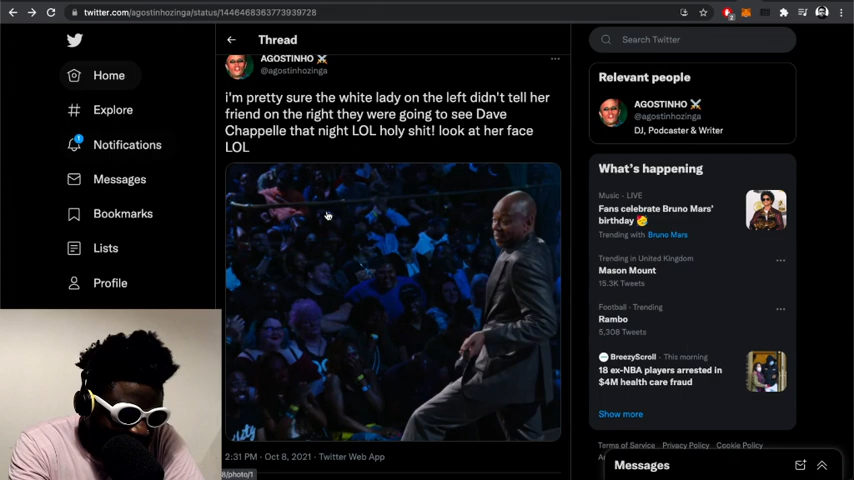 twitter.com/agostinhozinga/status/1446468363773939728
2
Home
Explore
1
Notifications
Messages
Bookmarks
Lists
Profile
Thread
AGOSTINHO ⚔
@agostinhozinga
i'm pretty sure the white lady on the left didn't tell her
friend on the right they were going to see Dave
Chappelle that night LOL holy shit! look at her face
LOL
2:31 PM · Oct 8, 2021 · Twitter Web App
8/photo/1
Search Twitter
Relevant people
AGOSTINHO ⚔
@agostinhozinga
DJ, Podcaster & Writer
What's happening
Music · LIVE
Fans celebrate Bruno Mars'
birthday 🥳
Trending with Bruno Mars
Trending in United Kingdom
Mason Mount
15.3K Tweets
Football · Trending
Rambo
5,308 Tweets
BreezyScroll · This morning
18 ex-NBA players arrested in
$4M health care fraud
Show more
Terms of Service Privacy Policy Cookie Policy
Messages